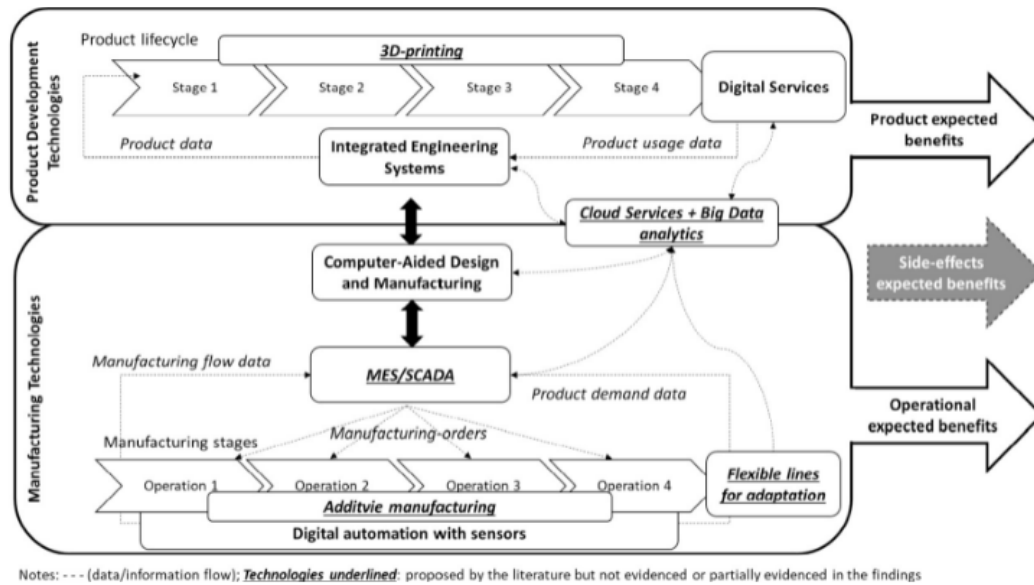 Product Development
Technologies
Product lifecycle
3D-printing
Stage 1
Stage 2
Stage 3
Stage 4
Digital Services
Product data
Integrated Engineering
Systems
Product usage data
Product expected
benefits
Cloud Services + Big Data
analytics
Side-effects
expected benefits
Manufacturing Technologies
Computer-Aided Design
and Manufacturing
Manufacturing flow data
MES/SCADA
Product demand data
Operational
expected benefits
Manufacturing stages
Manufacturing-orders
Operation 1
Operation 2
Operation 3
Operation 4
Flexible lines
for adaptation
Additvie manufacturing
Digital automation with sensors
Notes: - - - (data/information flow); Technologies underlined: proposed by the literature but not evidenced or partially evidenced in the findings